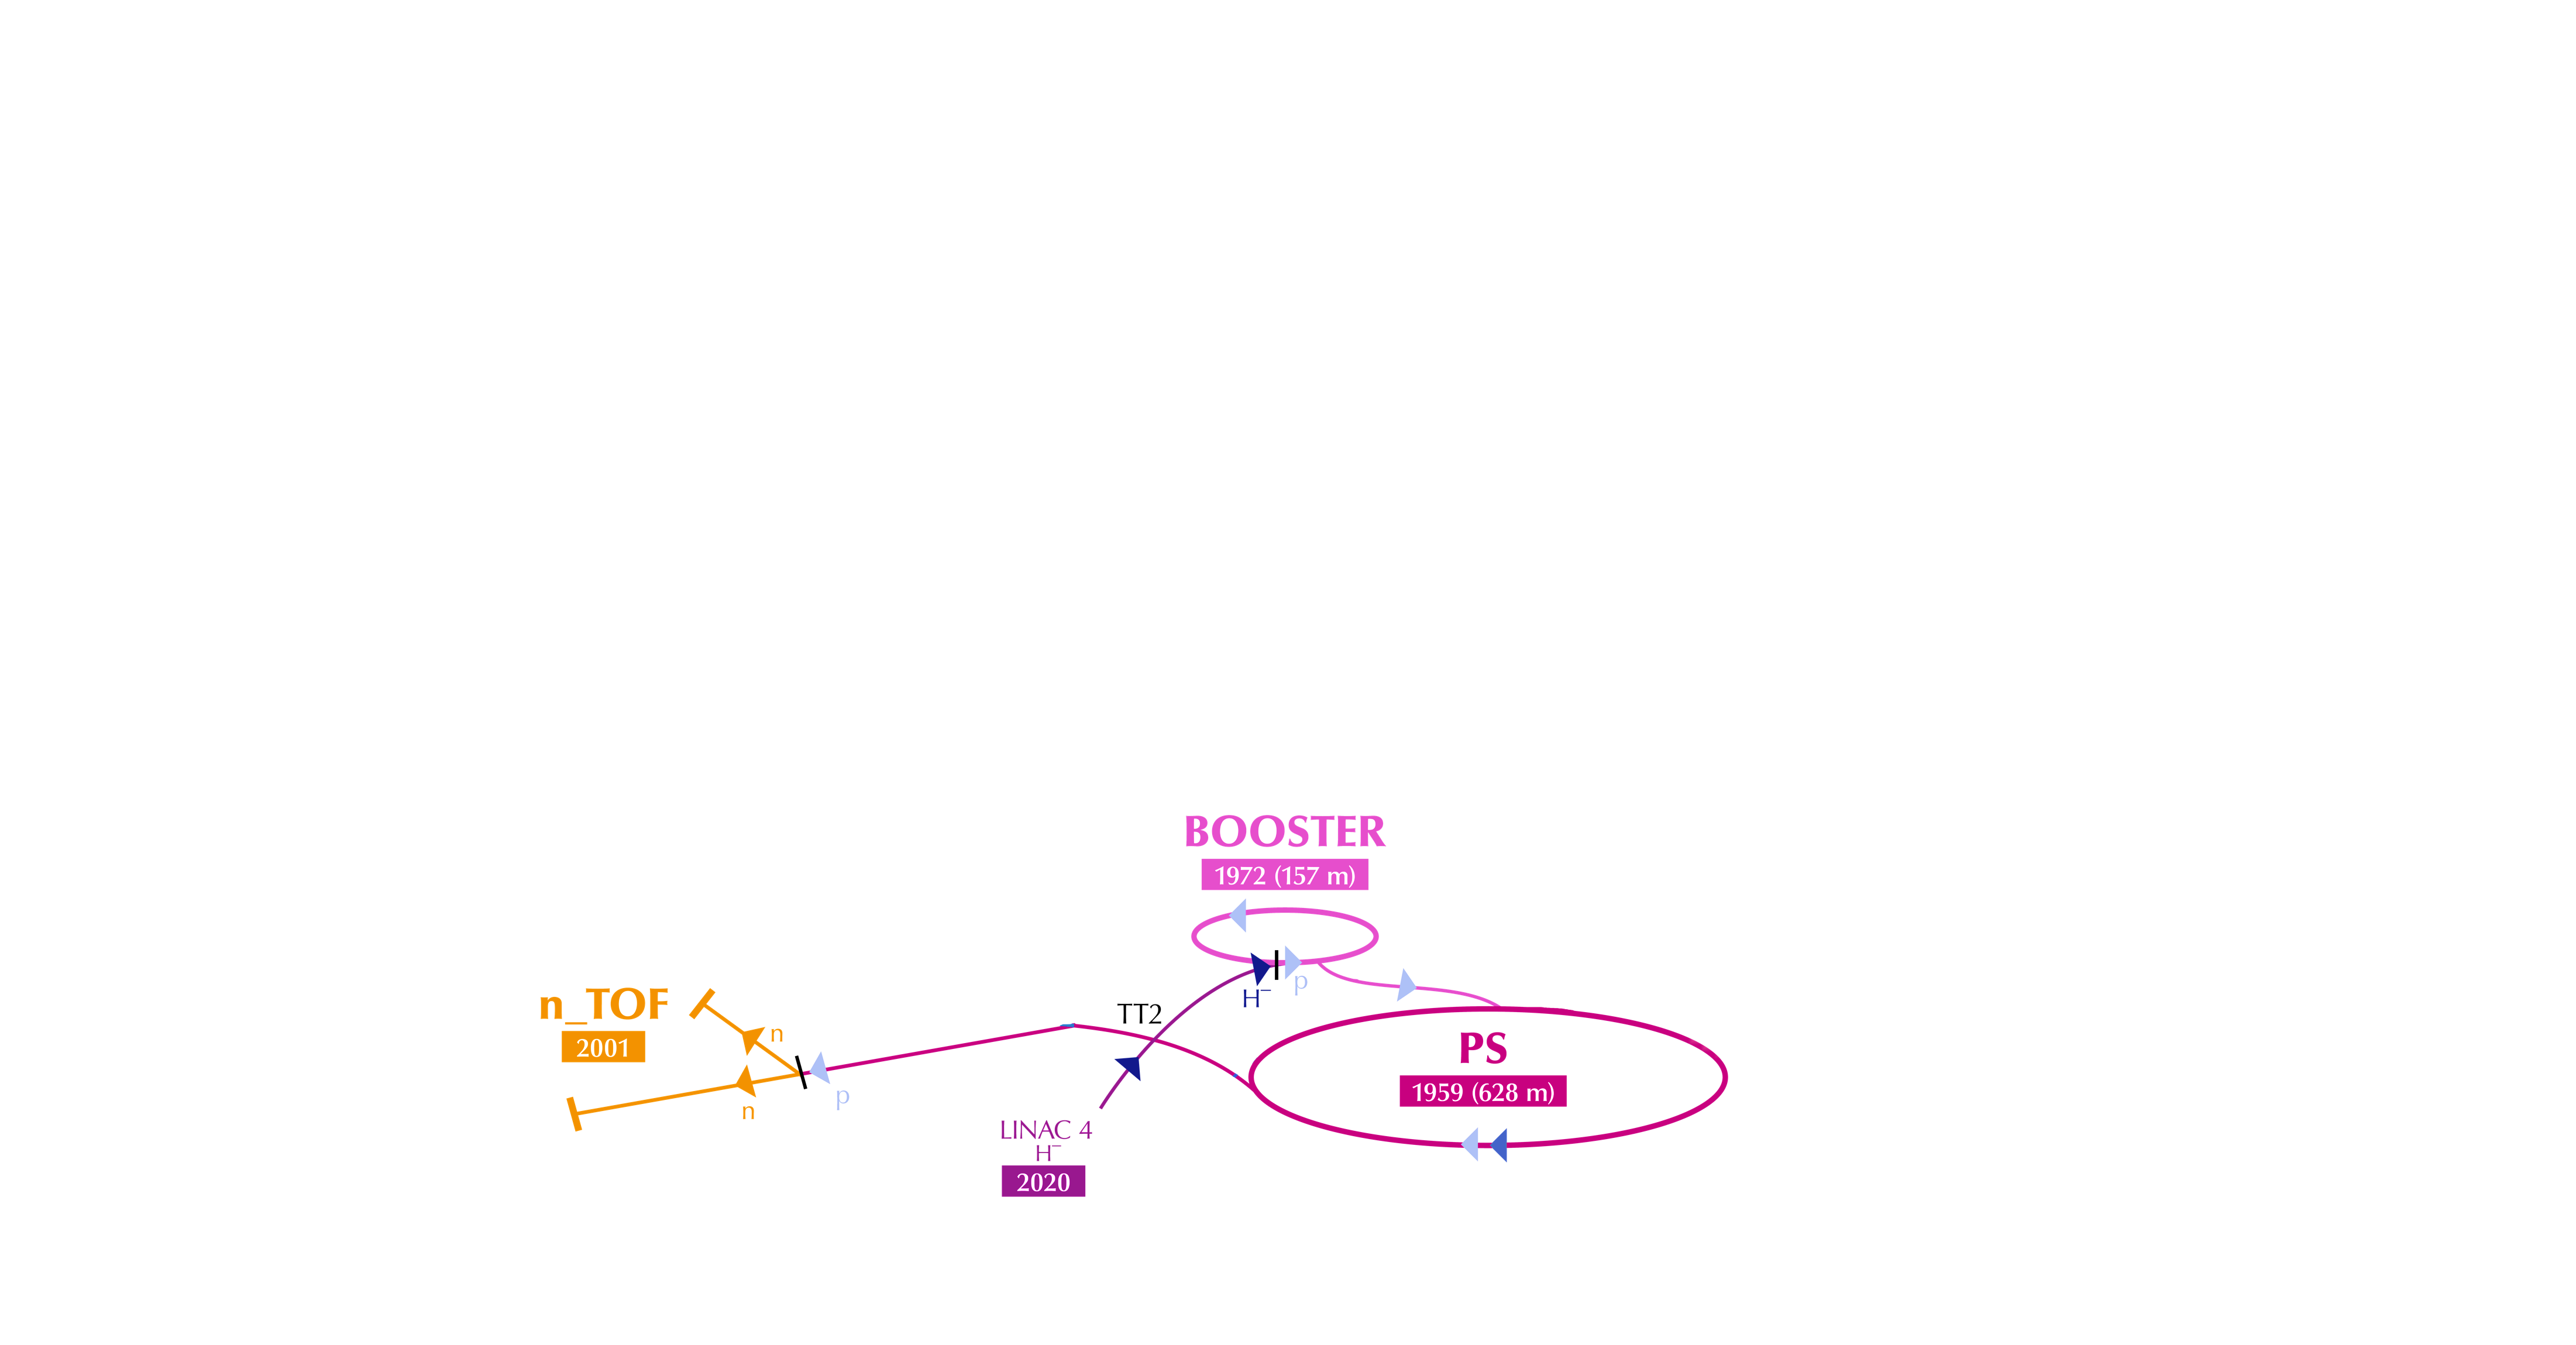 BOOSTER
1972 (157 m)
p
H⁻
TT2
n_TOF
2001
n
n
p
PS
1959 (628 m)
LINAC 4
H⁻
2020